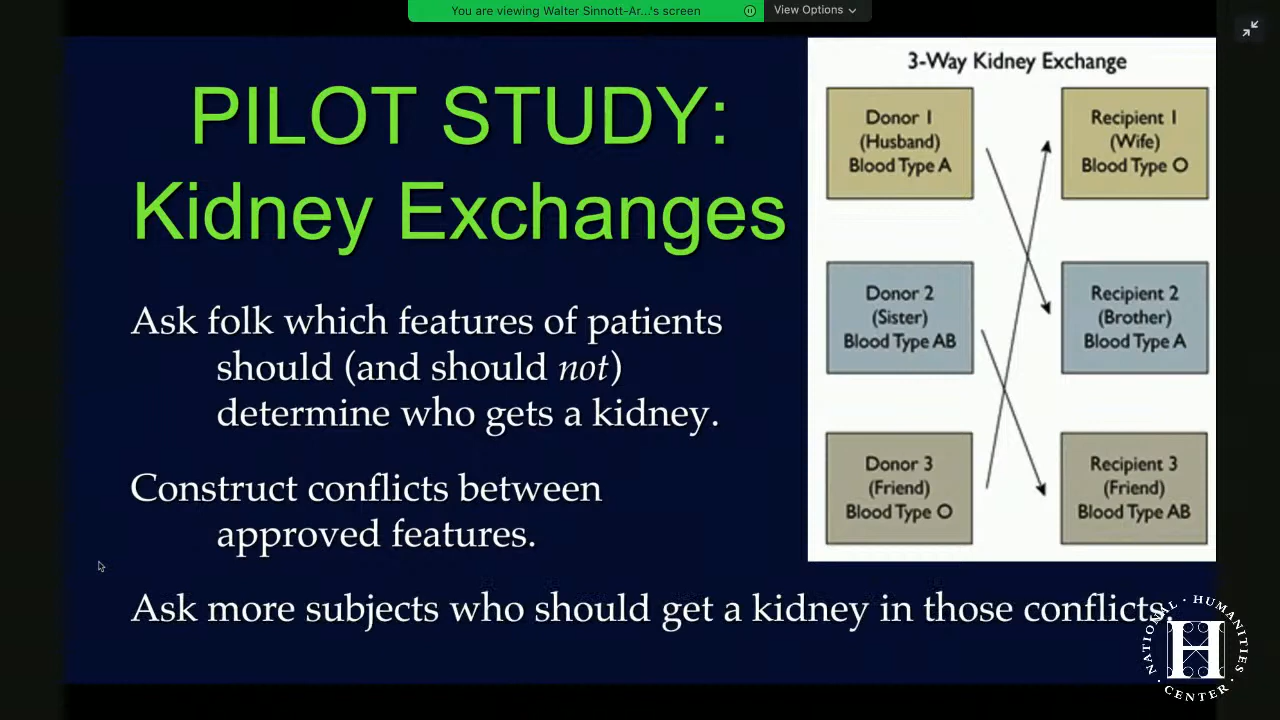 You are viewing Walter Sinnott-Ar...'s screen
View Options
PILOT STUDY:
Kidney Exchanges
Ask folk which features of patients
should (and should not)
determine who gets a kidney.
Construct conflicts between
approved features.
Ask more subjects who should get a kidney in those conflicts.
3-Way Kidney Exchange
Donor 1
(Husband)
Blood Type A
Recipient 1
(Wife)
Blood Type O
Donor 2
(Sister)
Blood Type AB
Recipient 2
(Brother)
Blood Type A
Donor 3
(Friend)
Blood Type O
Recipient 3
(Friend)
Blood Type AB
NATIONAL · HUMANITIES · CENTER ·
H